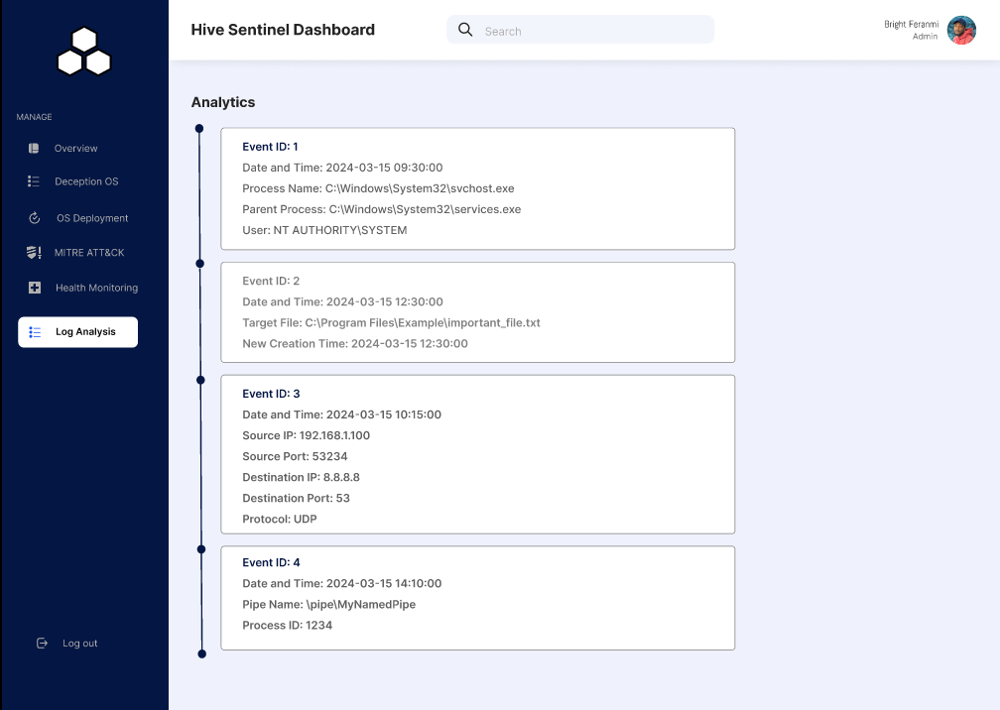 Hive Sentinel Dashboard
Search
Bright Feranmi
Admin
MANAGE
Overview
Deception OS
OS Deployment
MITRE ATT&CK
Health Monitoring
Log Analysis
Log out
Analytics
Event ID: 1
Date and Time: 2024-03-15 09:30:00
Process Name: C:\Windows\System32\svchost.exe
Parent Process: C:\Windows\System32\services.exe
User: NT AUTHORITY\SYSTEM
Event ID: 2
Date and Time: 2024-03-15 12:30:00
Target File: C:\Program Files\Example\important_file.txt
New Creation Time: 2024-03-15 12:30:00
Event ID: 3
Date and Time: 2024-03-15 10:15:00
Source IP: 192.168.1.100
Source Port: 53234
Destination IP: 8.8.8.8
Destination Port: 53
Protocol: UDP
Event ID: 4
Date and Time: 2024-03-15 14:10:00
Pipe Name: \pipe\MyNamedPipe
Process ID: 1234